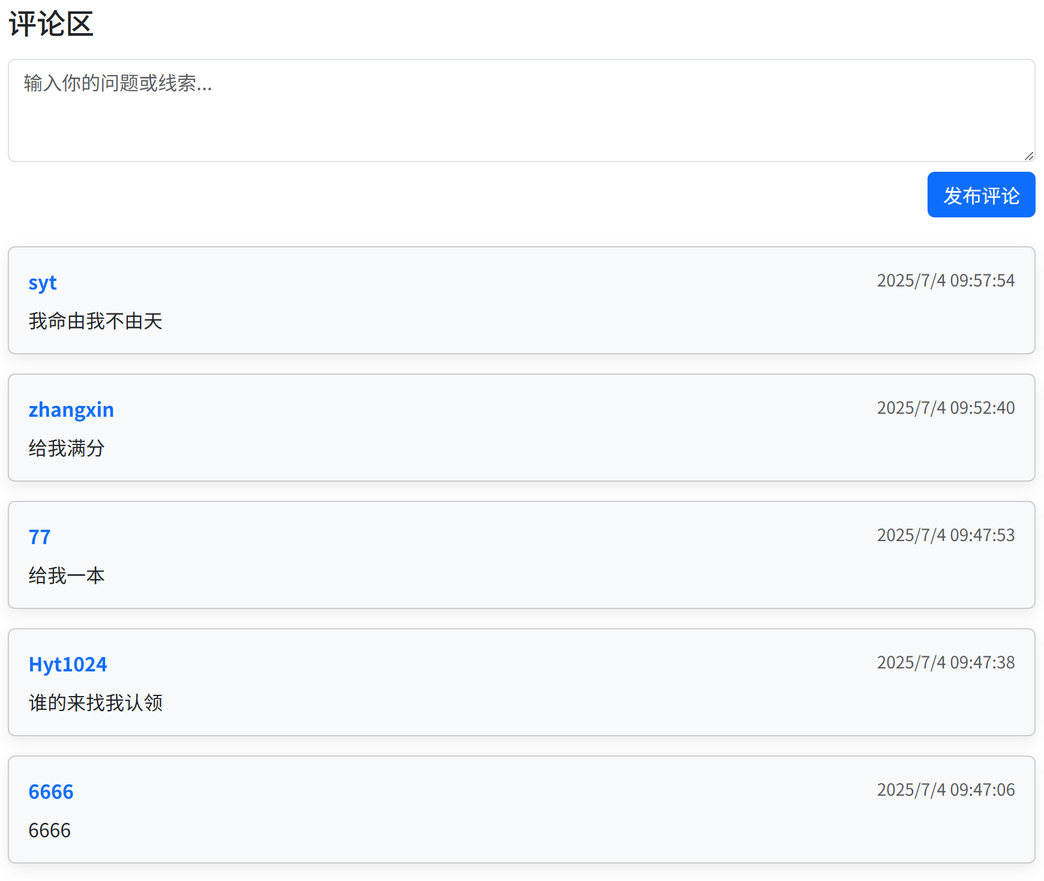 评论区
输入你的问题或线索...
发布评论
syt 2025/7/4 09:57:54
我命由我不由天
zhangxin 2025/7/4 09:52:40
给我满分
77 2025/7/4 09:47:53
给我一本
Hyt1024 2025/7/4 09:47:38
谁的来找我认领
6666 2025/7/4 09:47:06
6666